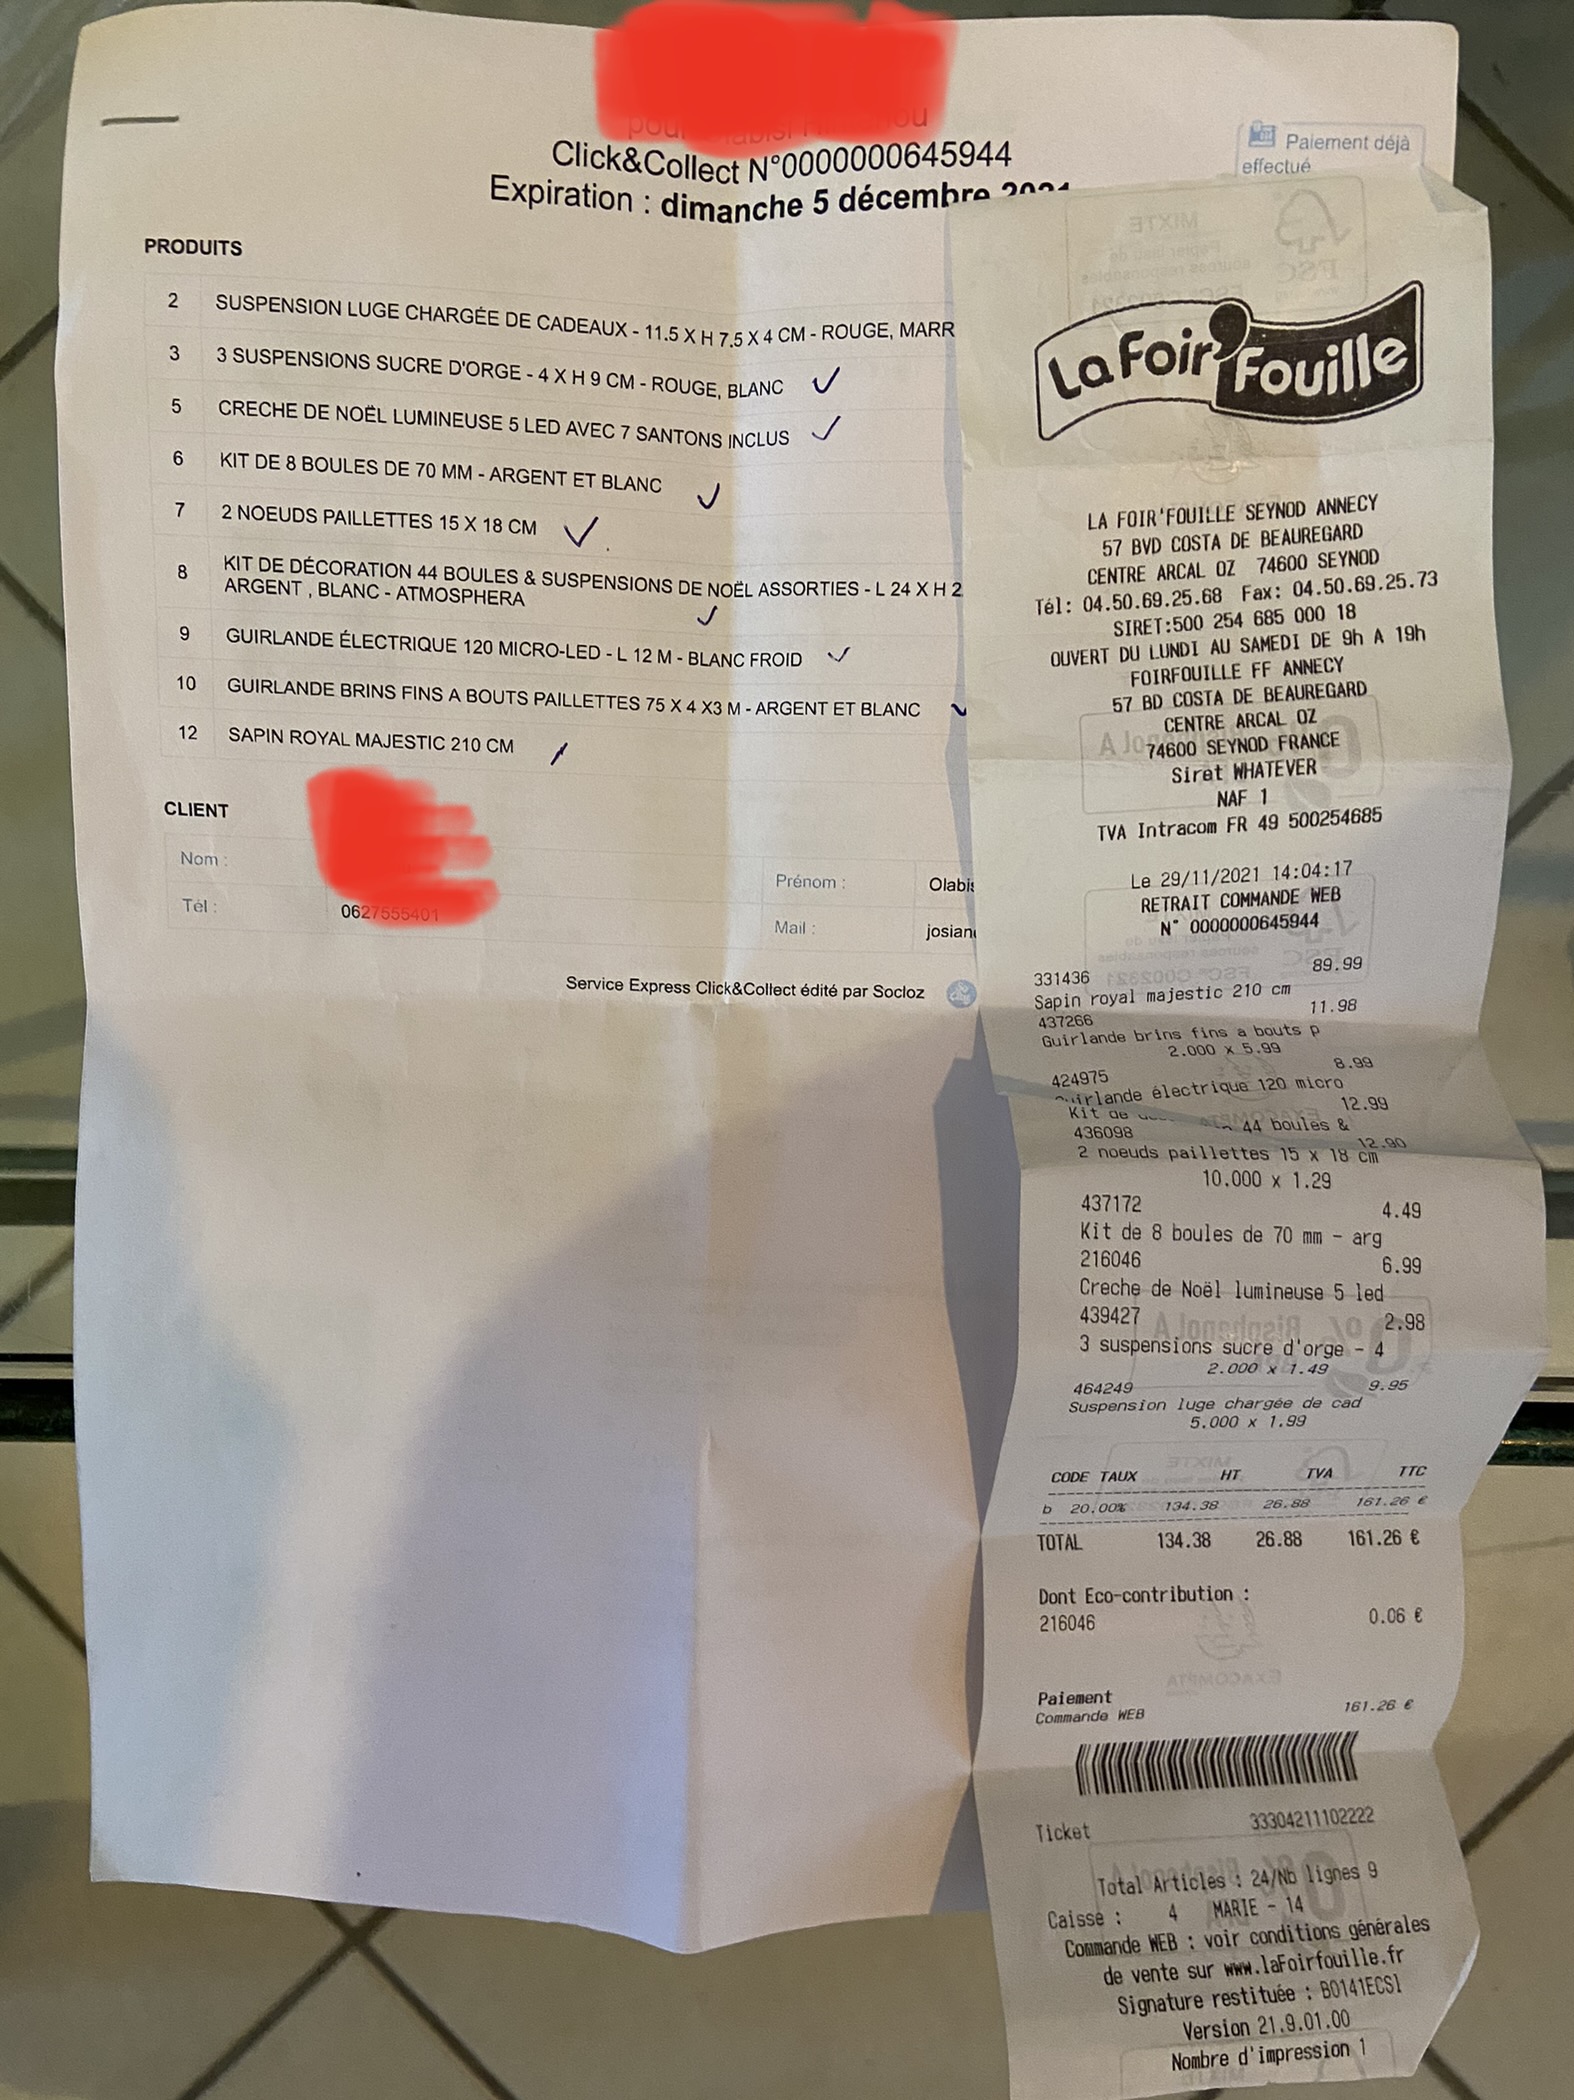 Click&Collect N°0000000645944
Expiration : dimanche 5 décembre 2021
Paiement déjà
effectué
PRODUITS
2 SUSPENSION LUGE CHARGÉE DE CADEAUX - 11.5 X H 7.5 X 4 CM - ROUGE, MARR
3 3 SUSPENSIONS SUCRE D'ORGE - 4 X H 9 CM - ROUGE, BLANC
5 CRECHE DE NOËL LUMINEUSE 5 LED AVEC 7 SANTONS INCLUS
6 KIT DE 8 BOULES DE 70 MM - ARGENT ET BLANC
7 2 NOEUDS PAILLETTES 15 X 18 CM
8 KIT DE DÉCORATION 44 BOULES & SUSPENSIONS DE NOËL ASSORTIES - L 24 X H 2
ARGENT , BLANC - ATMOSPHERA
9 GUIRLANDE ÉLECTRIQUE 120 MICRO-LED - L 12 M - BLANC FROID
10 GUIRLANDE BRINS FINS A BOUTS PAILLETTES 75 X 4 X3 M - ARGENT ET BLANC
12 SAPIN ROYAL MAJESTIC 210 CM
CLIENT
Nom :
Prénom : Olabis
Tél : 0627555401
Mail : josian
Service Express Click&Collect édité par Socloz
La Foir'Fouille
LA FOIR'FOUILLE SEYNOD ANNECY
57 BVD COSTA DE BEAUREGARD
CENTRE ARCAL OZ 74600 SEYNOD
Tél: 04.50.69.25.68 Fax: 04.50.69.25.73
SIRET:500 254 685 000 18
OUVERT DU LUNDI AU SAMEDI DE 9h A 19h
FOIRFOUILLE FF ANNECY
57 BD COSTA DE BEAUREGARD
CENTRE ARCAL OZ
74600 SEYNOD FRANCE
Siret WHATEVER
NAF 1
TVA Intracom FR 49 500254685
Le 29/11/2021 14:04:17
RETRAIT COMMANDE WEB
N° 0000000645944
331436 89.99
Sapin royal majestic 210 cm
437266 11.98
Guirlande brins fins a bouts p
2.000 x 5.99
424975 8.99
Guirlande électrique 120 micro
12.99
Kit de 44 boules &
436098 12.90
2 noeuds paillettes 15 x 18 cm
10.000 x 1.29
437172 4.49
Kit de 8 boules de 70 mm - arg
216046 6.99
Creche de Noël lumineuse 5 led
439427 2.98
3 suspensions sucre d'orge - 4
2.000 x 1.49
464249 9.95
Suspension luge chargée de cad
5.000 x 1.99
CODE TAUX HT TVA TTC
b 20.00% 134.38 26.88 161.26 €
TOTAL 134.38 26.88 161.26 €
Dont Eco-contribution :
216046 0.06 €
Paiement
Commande WEB 161.26 €
Ticket 33304211102222
Total Articles : 24/Nb lignes 9
Caisse : 4 MARIE - 14
Commande WEB : voir conditions générales
de vente sur www.laFoirfouille.fr
Signature restituée : BO141ECSl
Version 21.9.01.00
Nombre d'impression 1